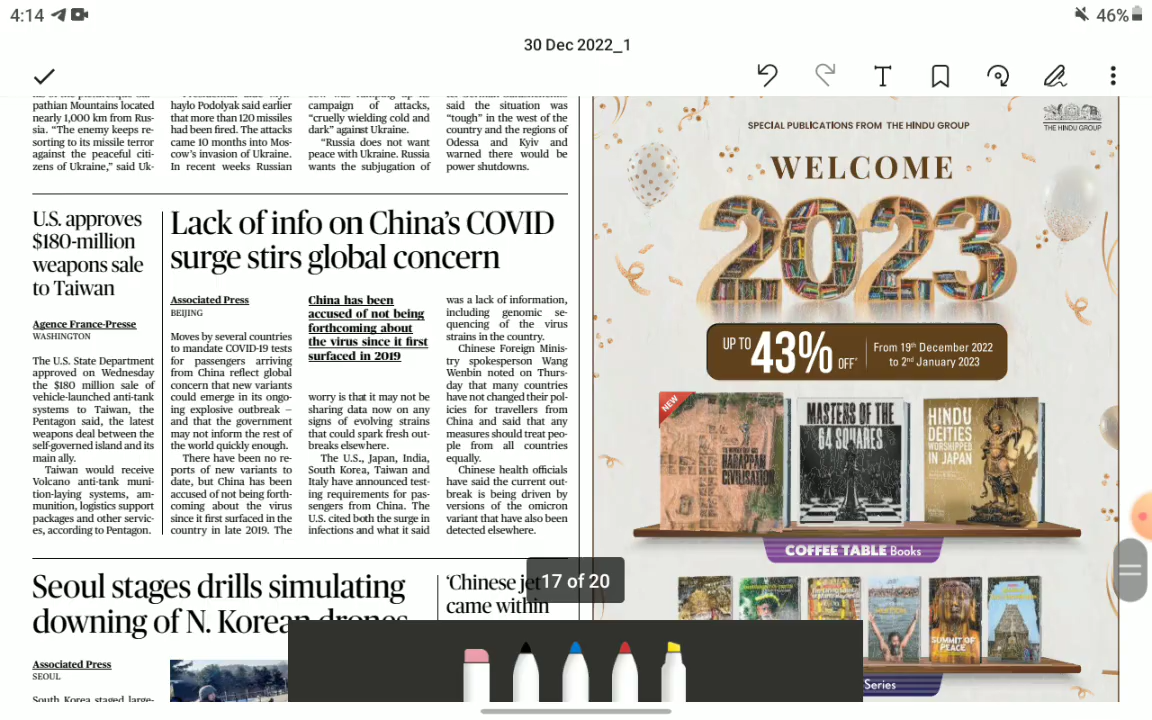 4:14
46%
30 Dec 2022_1
pathian Mountains located
nearly 1,000 km from Rus-
sia. “The enemy keeps re-
sorting to its missile terror
against the peaceful citi-
zens of Ukraine,” said Uk-
haylo Podolyak said earlier
that more than 120 missiles
had been fired. The attacks
came 10 months into Mos-
cow’s invasion of Ukraine.
In recent weeks Russian
campaign of attacks,
“cruelly wielding cold and
dark” against Ukraine.
“Russia does not want
peace with Ukraine. Russia
wants the subjugation of
said the situation was
“tough” in the west of the
country and the regions of
Odessa and Kyiv and
warned there would be
power shutdowns.
U.S. approves
$180-million
weapons sale
to Taiwan
Agence France-Presse
WASHINGTON
The U.S. State Department
approved on Wednesday
the $180 million sale of
vehicle-launched anti-tank
systems to Taiwan, the
Pentagon said, the latest
weapons deal between the
self-governed island and its
main ally.
Taiwan would receive
Volcano anti-tank muni-
tion-laying systems, am-
munition, logistics support
packages and other servic-
es, according to Pentagon.
Lack of info on China’s COVID
surge stirs global concern
Associated Press
BEIJING
Moves by several countries
to mandate COVID-19 tests
for passengers arriving
from China reflect global
concern that new variants
could emerge in its ongo-
ing explosive outbreak –
and that the government
may not inform the rest of
the world quickly enough.
There have been no re-
ports of new variants to
date, but China has been
accused of not being forth-
coming about the virus
since it first surfaced in the
country in late 2019. The
China has been
accused of not being
forthcoming about
the virus since it first
surfaced in 2019
worry is that it may not be
sharing data now on any
signs of evolving strains
that could spark fresh out-
breaks elsewhere.
The U.S., Japan, India,
South Korea, Taiwan and
Italy have announced test-
ing requirements for pas-
sengers from China. The
U.S. cited both the surge in
infections and what it said
was a lack of information,
including genomic se-
quencing of the virus
strains in the country.
Chinese Foreign Minis-
try spokesperson Wang
Wenbin noted on Thurs-
day that many countries
have not changed their pol-
icies for travellers from
China and said that any
measures should treat peo-
ple from all countries
equally.
Chinese health officials
have said the current out-
break is being driven by
versions of the omicron
variant that have also been
detected elsewhere.
Seoul stages drills simulating
downing of N. Korean drones
Associated Press
SEOUL
South Korea staged large-
‘Chinese jet
came within
17 of 20
SPECIAL PUBLICATIONS FROM THE HINDU GROUP
THE HINDU GROUP
WELCOME
2023
UP TO 43% OFF*
From 19th December 2022
to 2nd January 2023
NEW
HARAPPAN
CIVILISATION
MASTERS OF THE
64 SQUARES
HINDU
DEITIES
WORSHIPPED
IN JAPAN
COFFEE TABLE Books
SUMMIT OF
PEACE
Series